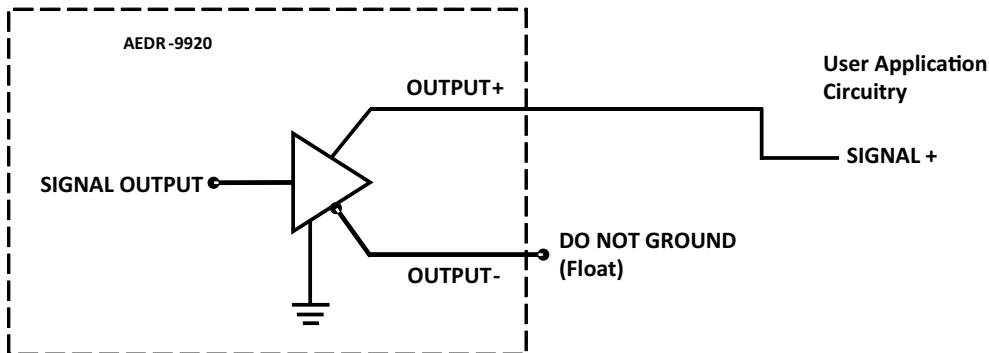 AEDR-9920
OUTPUT+
User Application
Circuitry
SIGNAL +
SIGNAL OUTPUT
DO NOT GROUND
(Float)
OUTPUT-